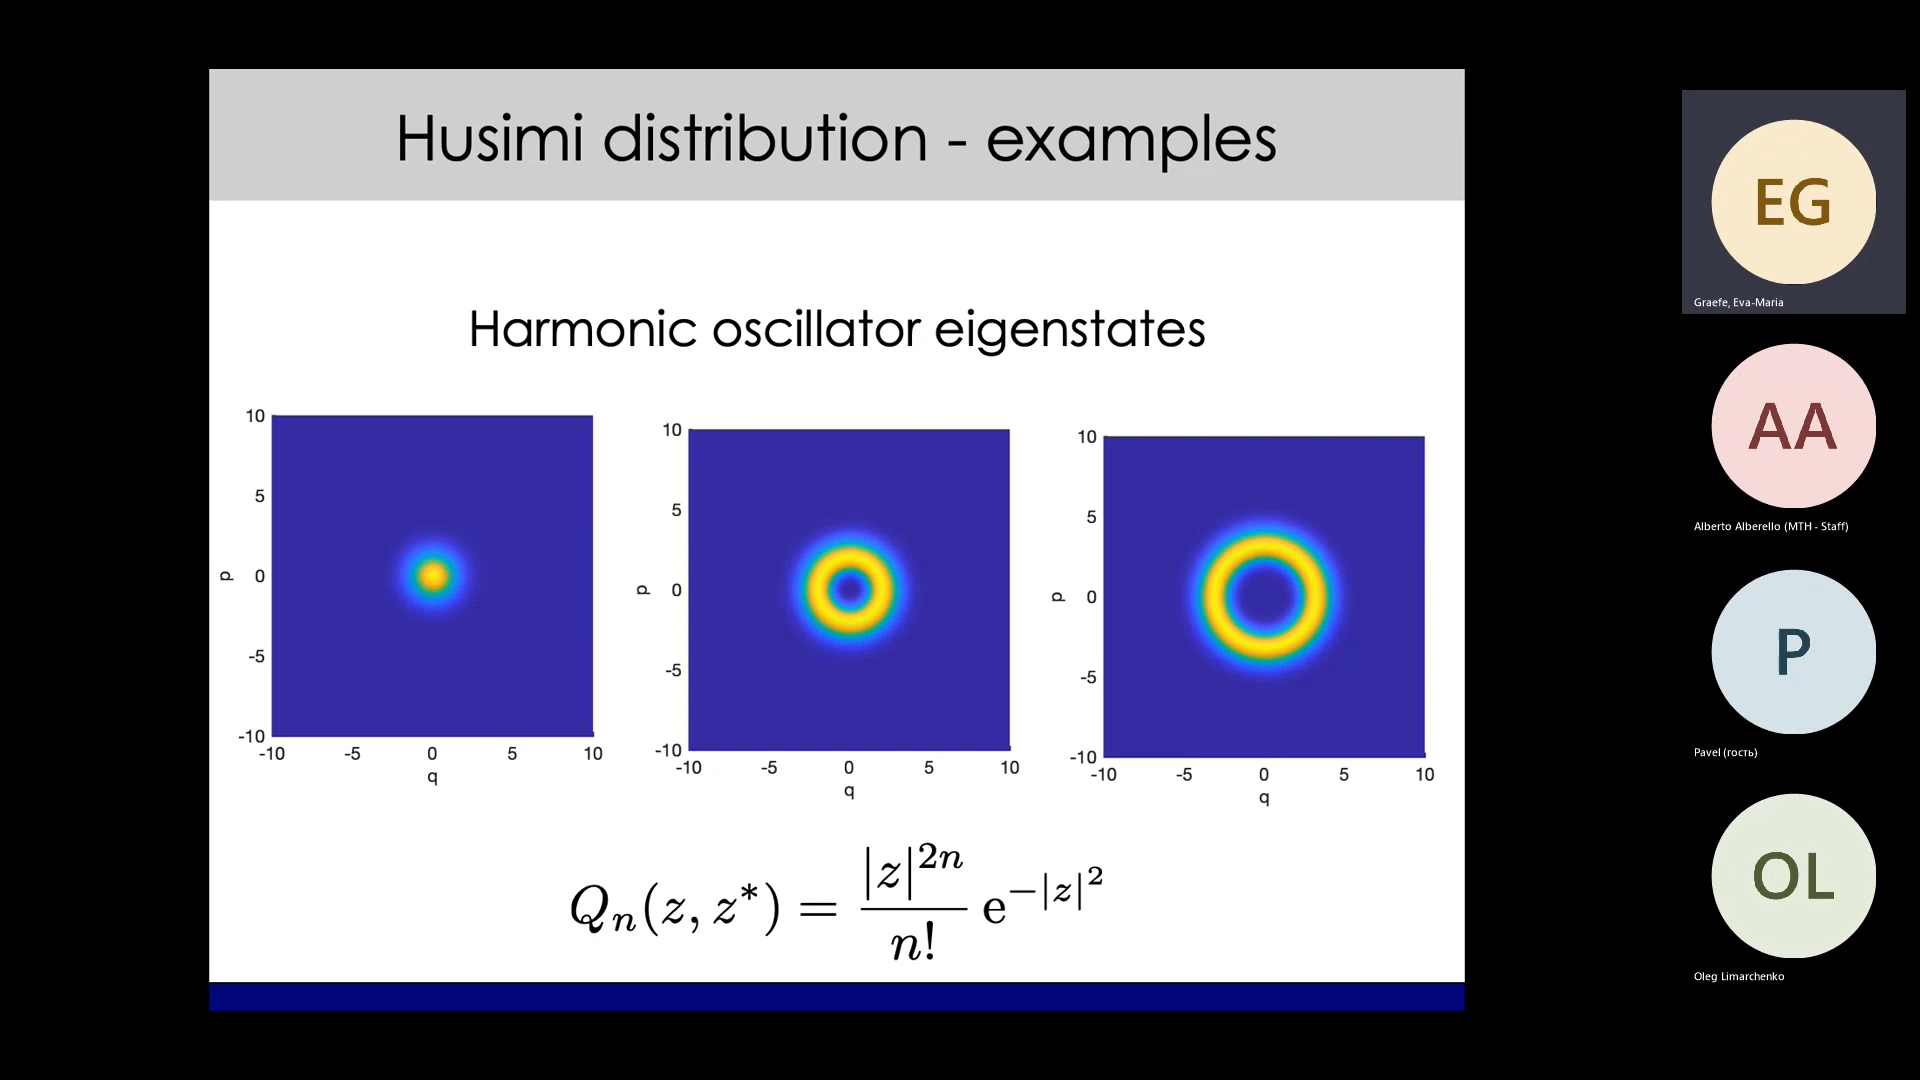 Husimi distribution - examples
Harmonic oscillator eigenstates
10
5
p 0
-5
-10
-10 -5 0 5 10
q
10
5
p 0
-5
-10
-10 -5 0 5 10
q
10
5
p 0
-5
-10
-10 -5 0 5 10
q
Qₙ(z, z*) = |z|²ⁿ / n! e^(−|z|²)
EG
Graefe, Eva-Maria
AA
Alberto Alberello (MTH - Staff)
P
Pavel (гость)
OL
Oleg Limarchenko